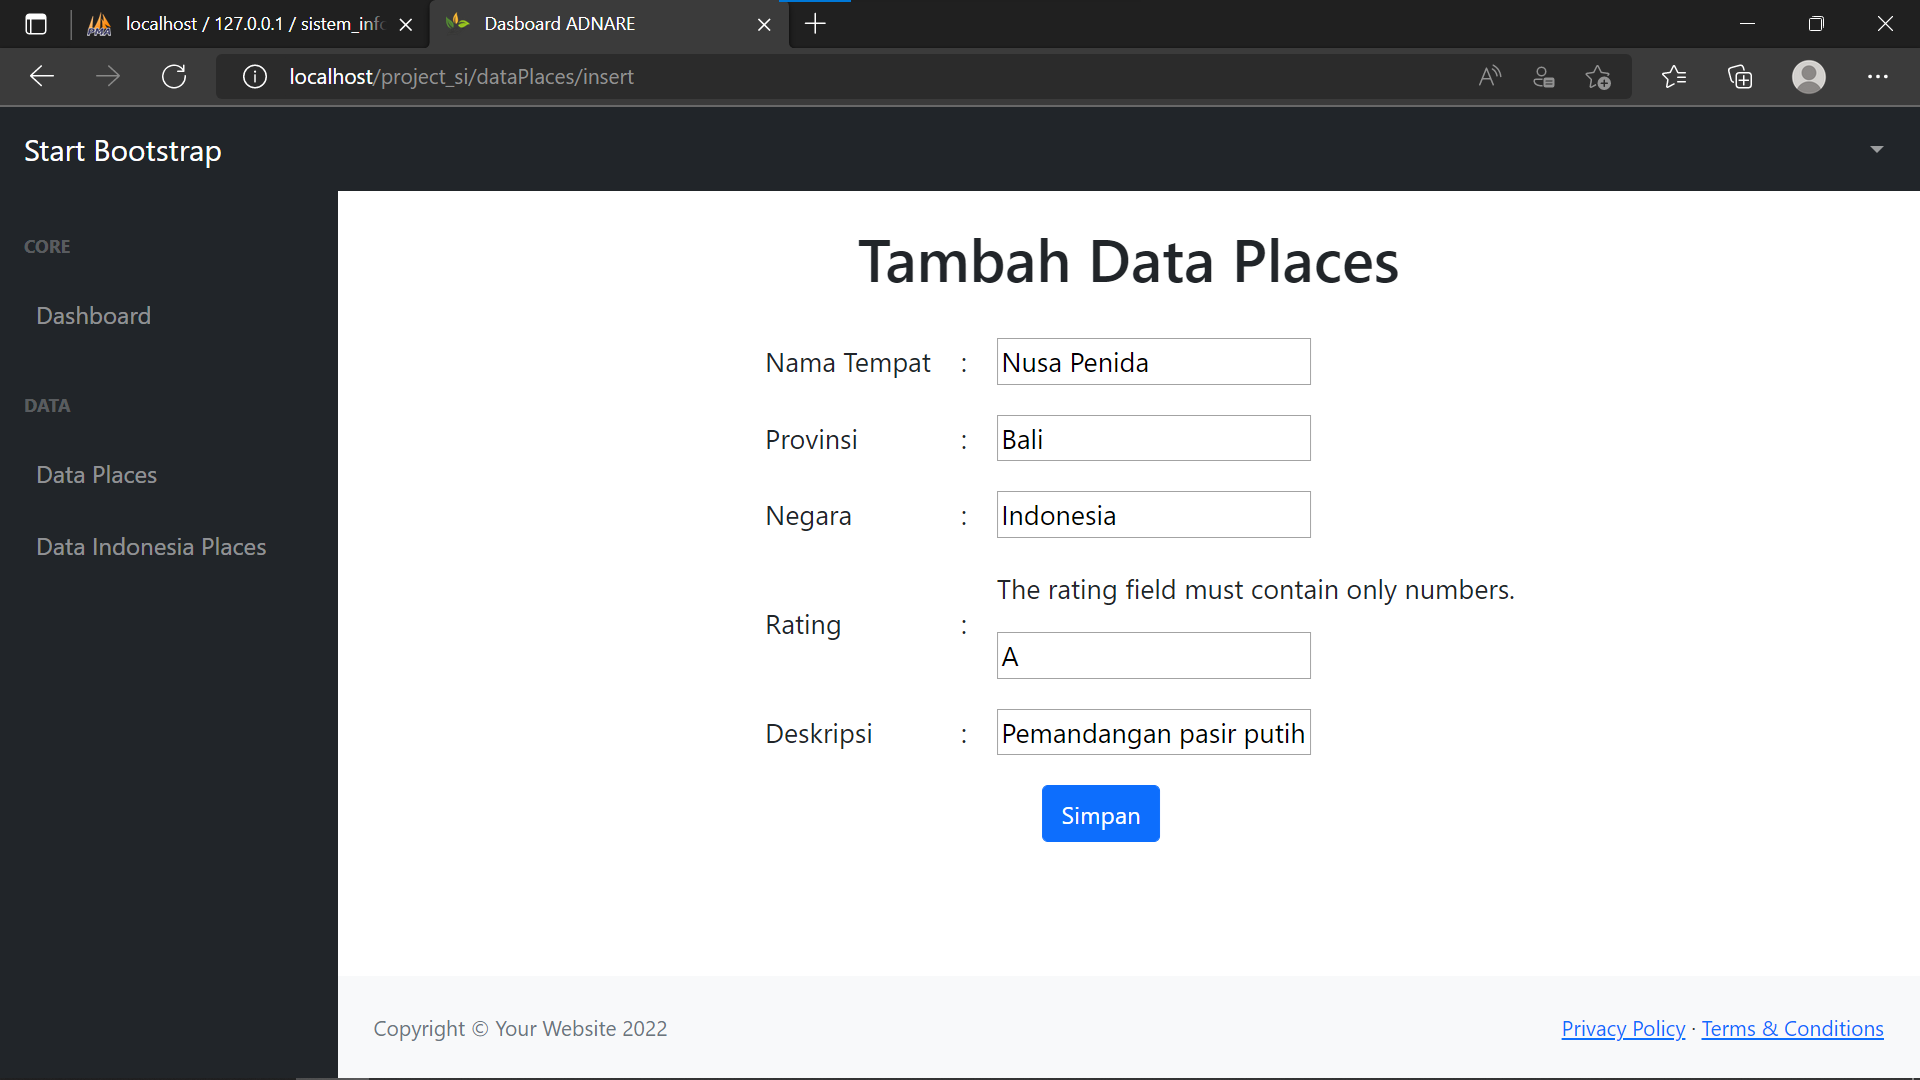 localhost / 127.0.0.1 / sistem_info
Dasboard ADNARE
localhost/project_si/dataPlaces/insert
Start Bootstrap
CORE
Dashboard
DATA
Data Places
Data Indonesia Places
Tambah Data Places
Nama Tempat : Nusa Penida
Provinsi : Bali
Negara : Indonesia
The rating field must contain only numbers.
Rating : A
Deskripsi : Pemandangan pasir putih
Simpan
Copyright © Your Website 2022
Privacy Policy · Terms & Conditions